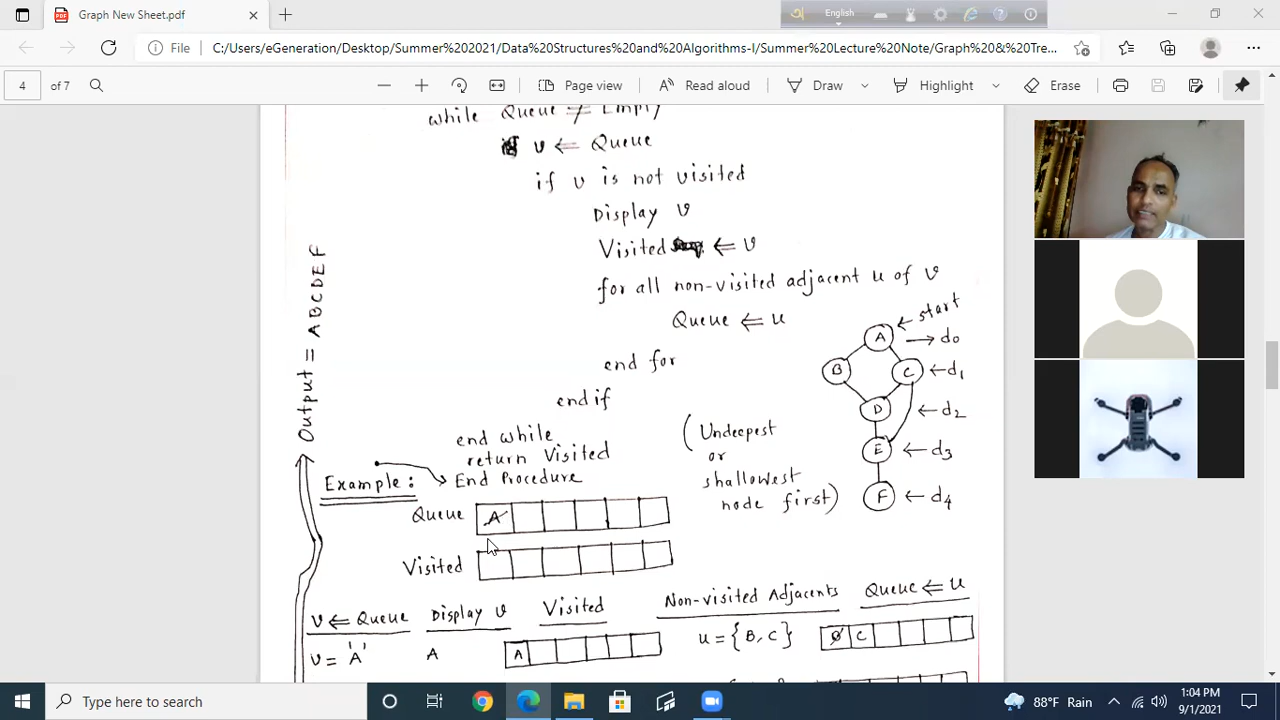 Graph New Sheet.pdf
English
File
C:/Users/eGeneration/Desktop/Summer%202021/Data%20Structures%20and%20Algorithms-I/Summer%20Lecture%20Note/Graph%20&%20Tre...
4 of 7
Page view
Read aloud
Draw
Highlight
Erase
while Queue ≠ Empty
v ⇐ Queue
if v is not visited
Display v
Visited ⇐ v
for all non-visited adjacent u of v
Queue ⇐ u
end for
end if
end while
return Visited
End Procedure
← start
A → d0
B C ← d1
D ← d2
E ← d3
F ← d4
(Undeepest
or
shallowest
node first)
Output = ABCDEF
Example:
Queue A
Visited
v ⇐ Queue Display v Visited Non-visited Adjacents Queue ⇐ u
v = 'A' A A u = {B, C} C
Type here to search
88°F Rain
1:04 PM
9/1/2021